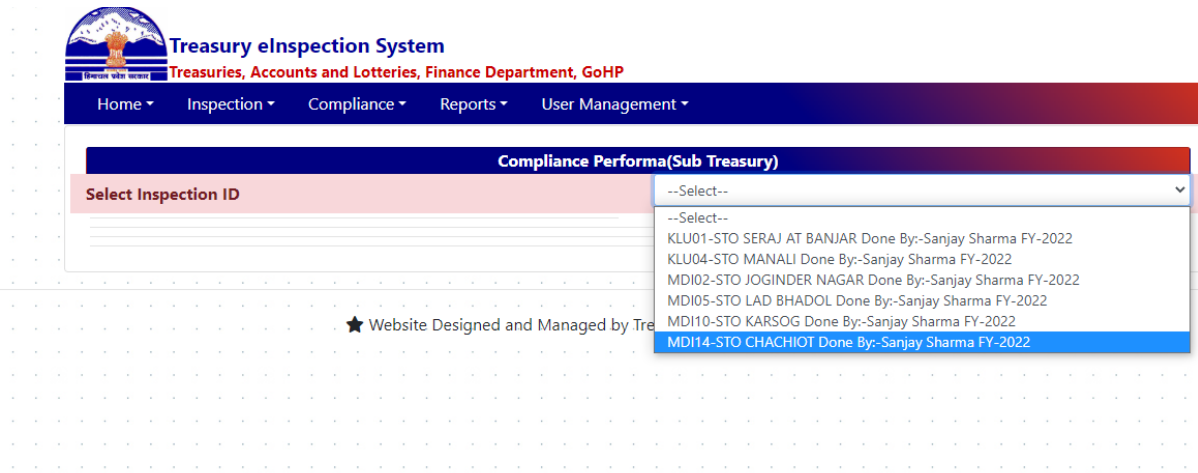 हिमाचल प्रदेश सरकार
Treasury eInspection System
Treasuries, Accounts and Lotteries, Finance Department, GoHP
Home Inspection Compliance Reports User Management
Compliance Performa(Sub Treasury)
Select Inspection ID --Select--
--Select--
KLU01-STO SERAJ AT BANJAR Done By:-Sanjay Sharma FY-2022
KLU04-STO MANALI Done By:-Sanjay Sharma FY-2022
MDI02-STO JOGINDER NAGAR Done By:-Sanjay Sharma FY-2022
MDI05-STO LAD BHADOL Done By:-Sanjay Sharma FY-2022
MDI10-STO KARSOG Done By:-Sanjay Sharma FY-2022
MDI14-STO CHACHIOT Done By:-Sanjay Sharma FY-2022
Website Designed and Managed by Tre